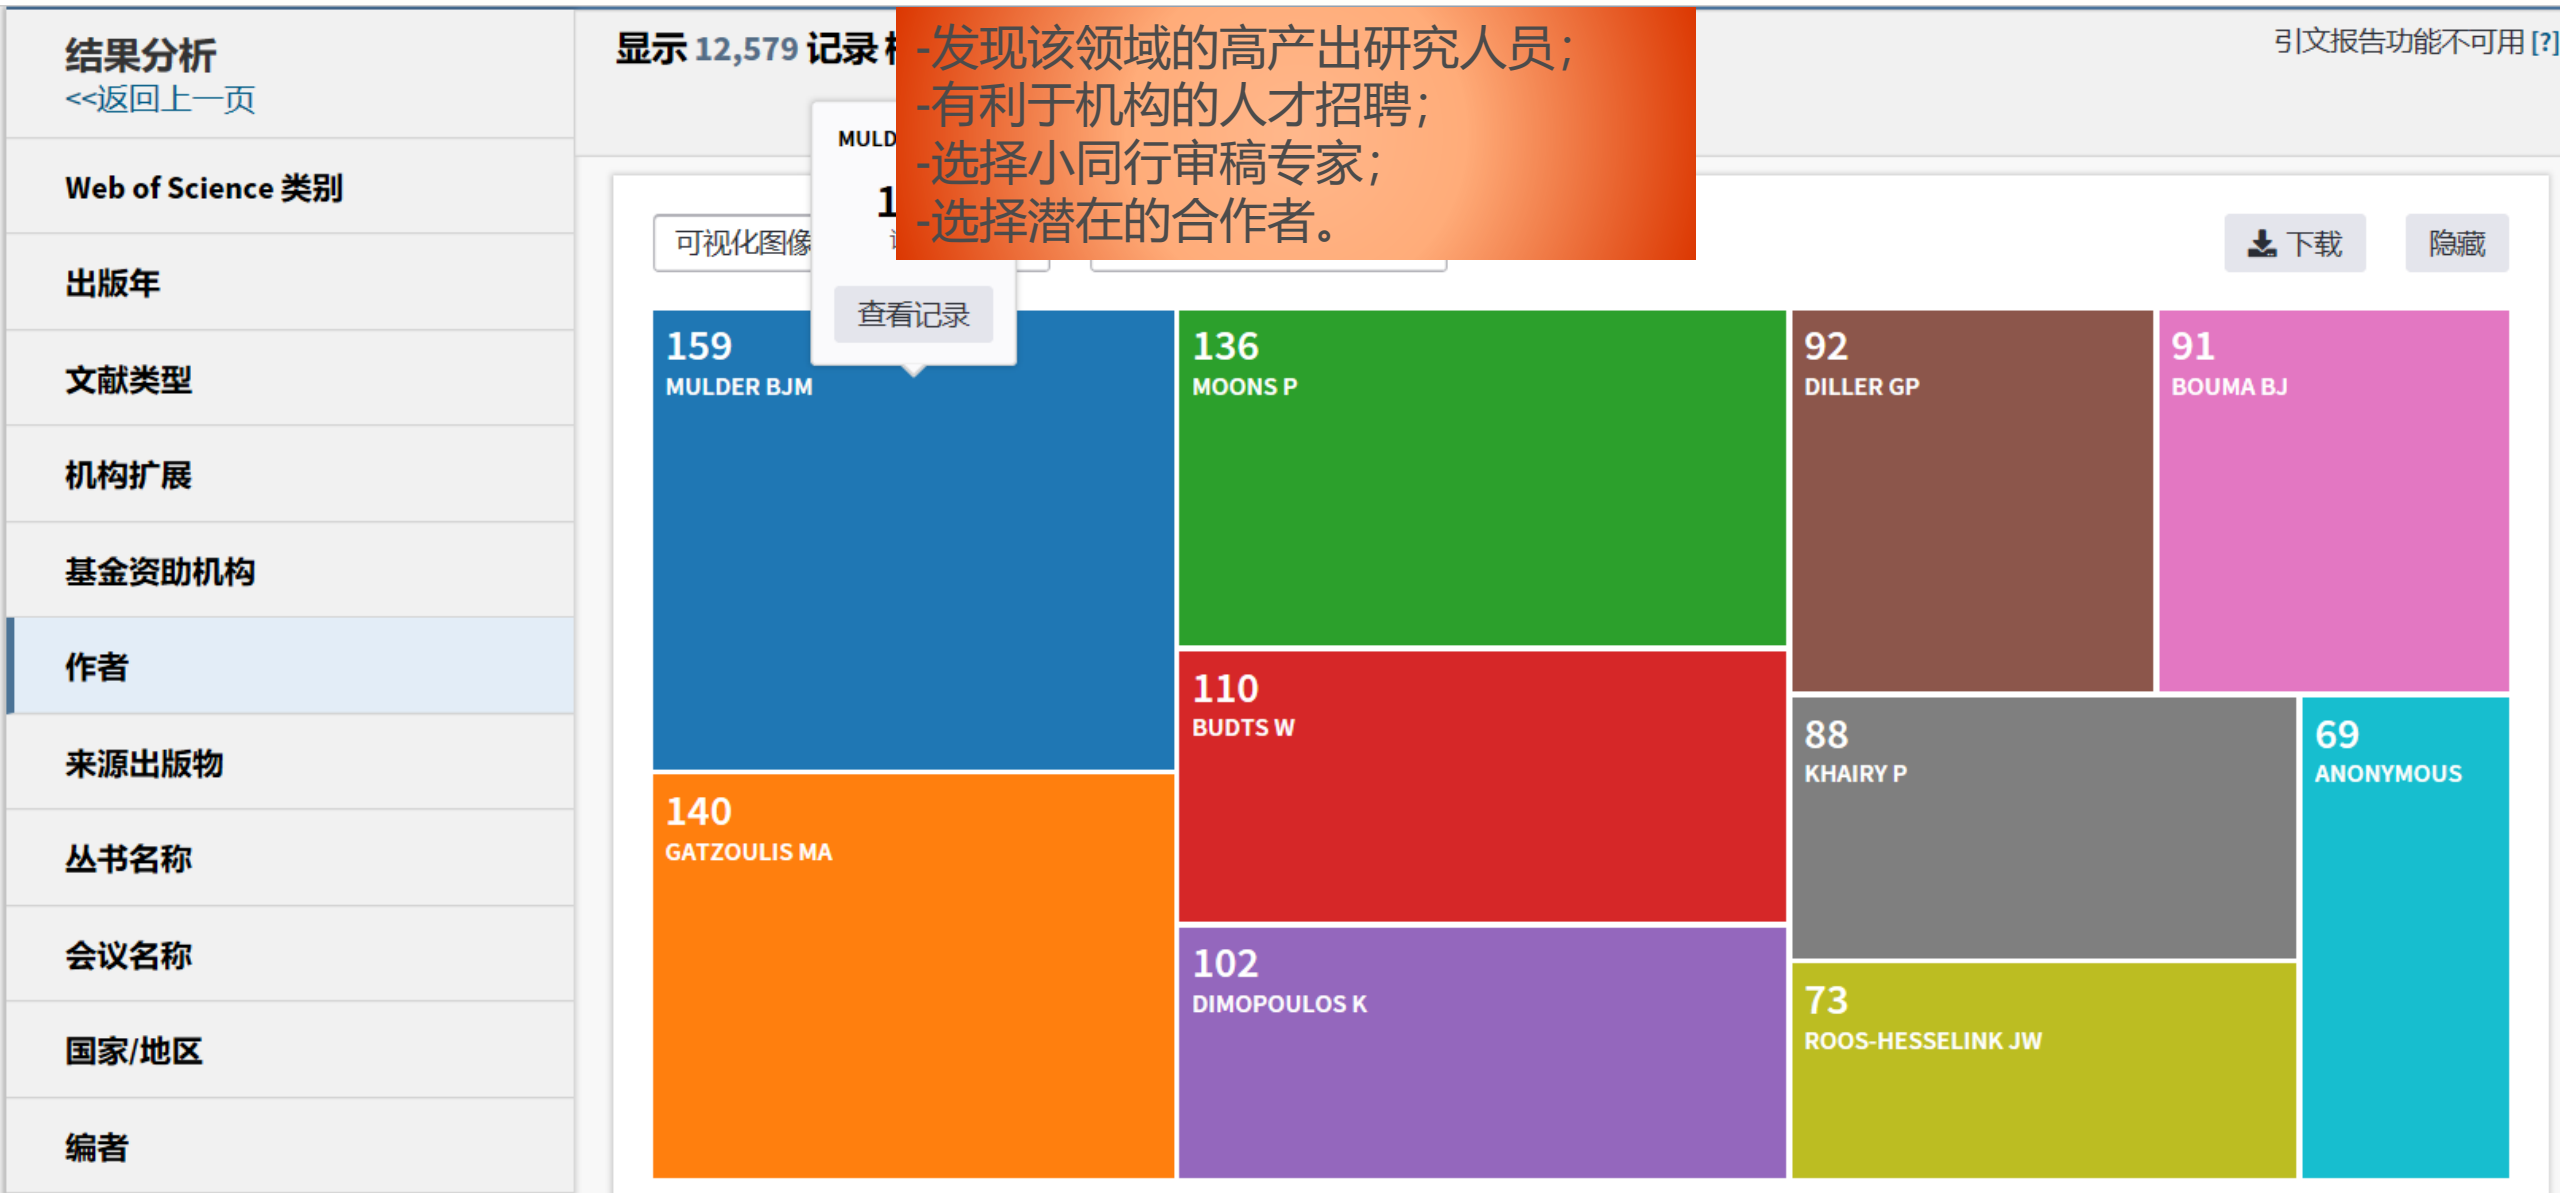 结果分析
<<返回上一页
Web of Science 类别
出版年
文献类型
机构扩展
基金资助机构
作者
来源出版物
丛书名称
会议名称
国家/地区
编者
显示 12,579 记录
引文报告功能不可用 [?]
-发现该领域的高产出研究人员；
-有利于机构的人才招聘；
-选择小同行审稿专家；
-选择潜在的合作者。
可视化图像
下载
隐藏
查看记录
159
MULDER BJM
136
MOONS P
92
DILLER GP
91
BOUMA BJ
110
BUDTS W
88
KHAIRY P
69
ANONYMOUS
140
GATZOULIS MA
102
DIMOPOULOS K
73
ROOS-HESSELINK JW